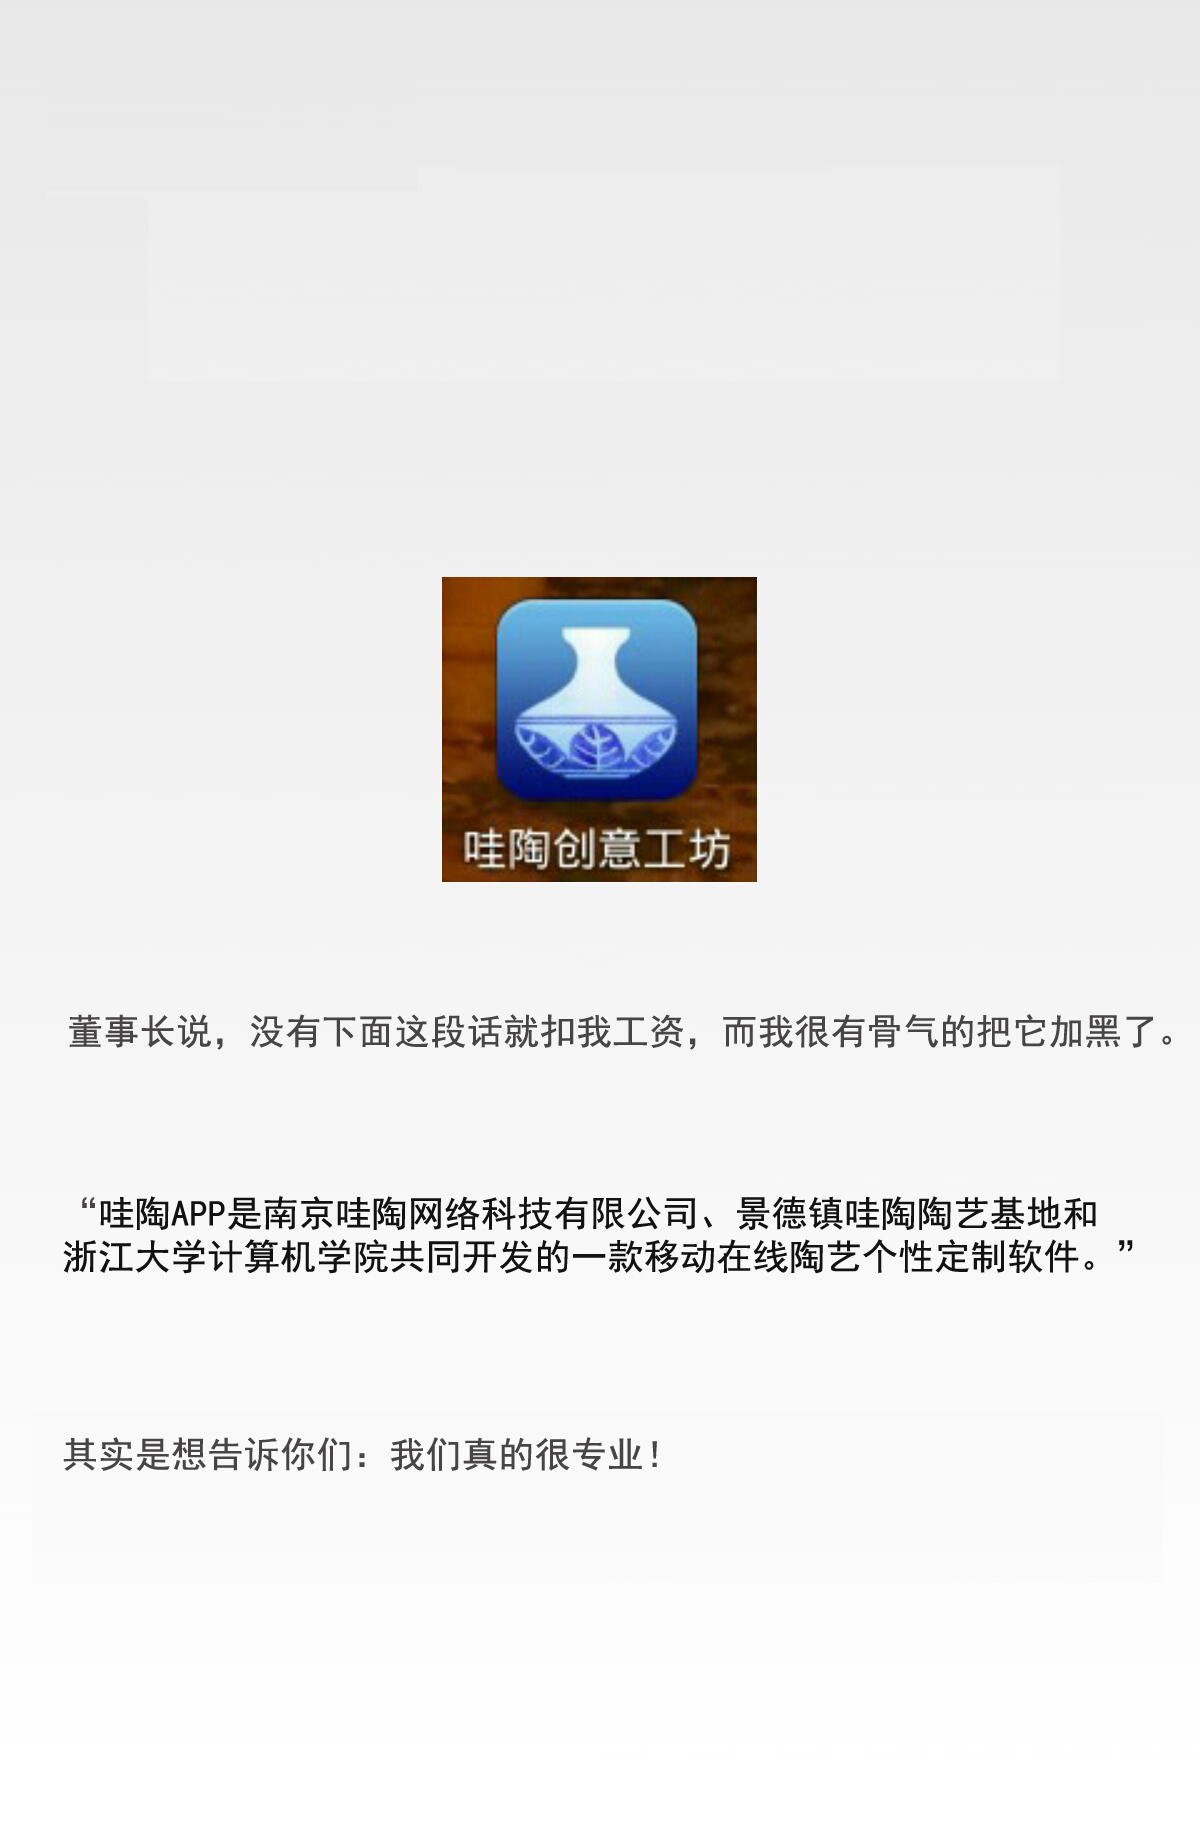 哇陶创意工坊
董事长说，没有下面这段话就扣我工资，而我很有骨气的把它加黑了。
“哇陶APP是南京哇陶网络科技有限公司、景德镇哇陶陶艺基地和
浙江大学计算机学院共同开发的一款移动在线陶艺个性定制软件。”
其实是想告诉你们：我们真的很专业！